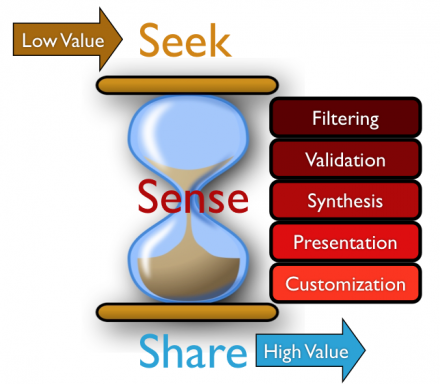 Low Value
Seek
Filtering
Validation
Sense
Synthesis
Presentation
Customization
Share
High Value